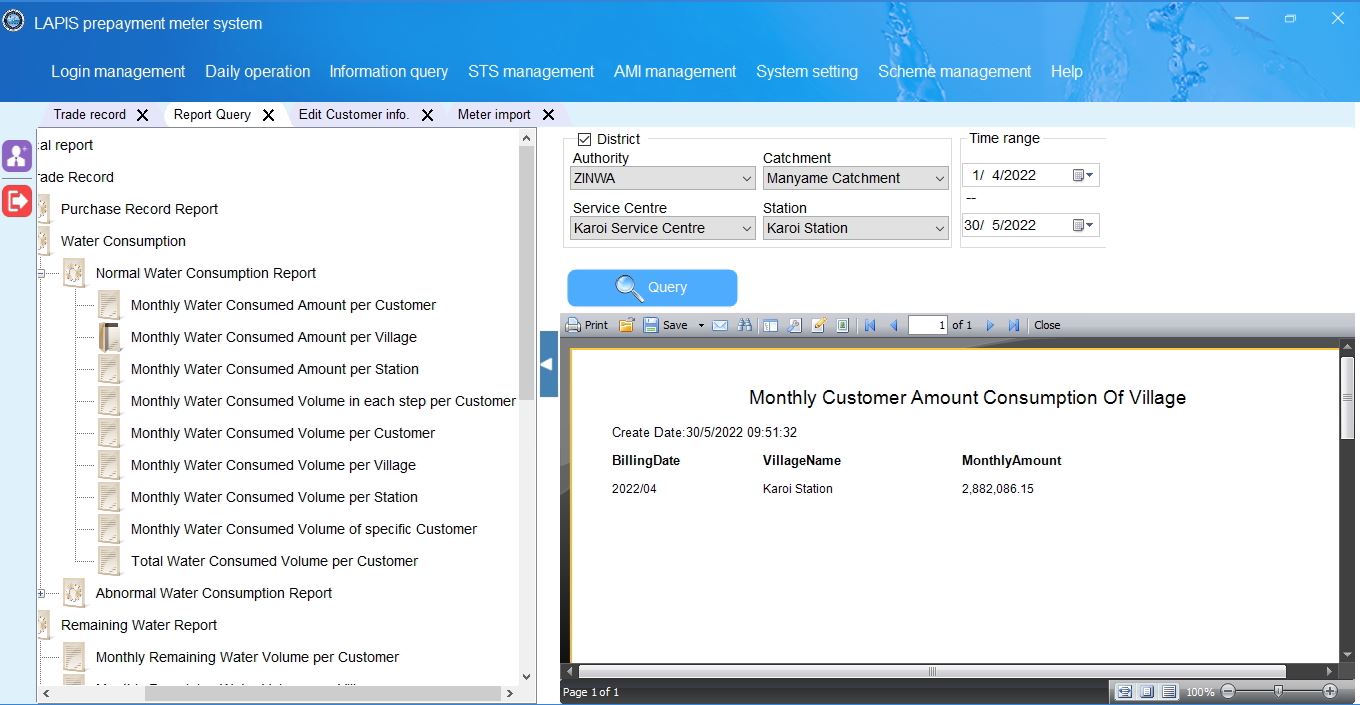 LAPIS prepayment meter system
Login management Daily operation Information query STS management AMI management System setting Scheme management Help
Trade record Report Query Edit Customer info. Meter import
al report
rade Record
Purchase Record Report
Water Consumption
Normal Water Consumption Report
Monthly Water Consumed Amount per Customer
Monthly Water Consumed Amount per Village
Monthly Water Consumed Amount per Station
Monthly Water Consumed Volume in each step per Customer
Monthly Water Consumed Volume per Customer
Monthly Water Consumed Volume per Village
Monthly Water Consumed Volume per Station
Monthly Water Consumed Volume of specific Customer
Total Water Consumed Volume per Customer
Abnormal Water Consumption Report
Remaining Water Report
Monthly Remaining Water Volume per Customer
District
Authority Catchment
ZINWA Manyame Catchment
Service Centre Station
Karoi Service Centre Karoi Station
Time range
1/ 4/2022
--
30/ 5/2022
Query
Print Save 1 of 1 Close
Monthly Customer Amount Consumption Of Village
Create Date:30/5/2022 09:51:32
BillingDate VillageName MonthlyAmount
2022/04 Karoi Station 2,882,086.15
Page 1 of 1 100%